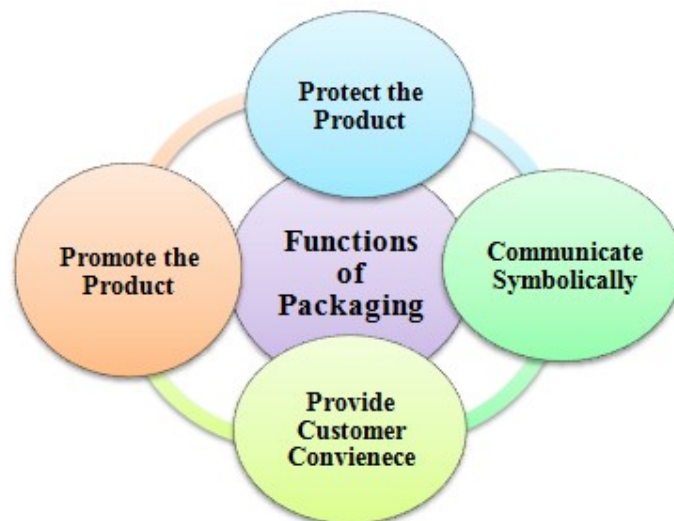 Protect the
Product
Promote the
Product
Functions
of
Packaging
Communicate
Symbolically
Provide
Customer
Convienece